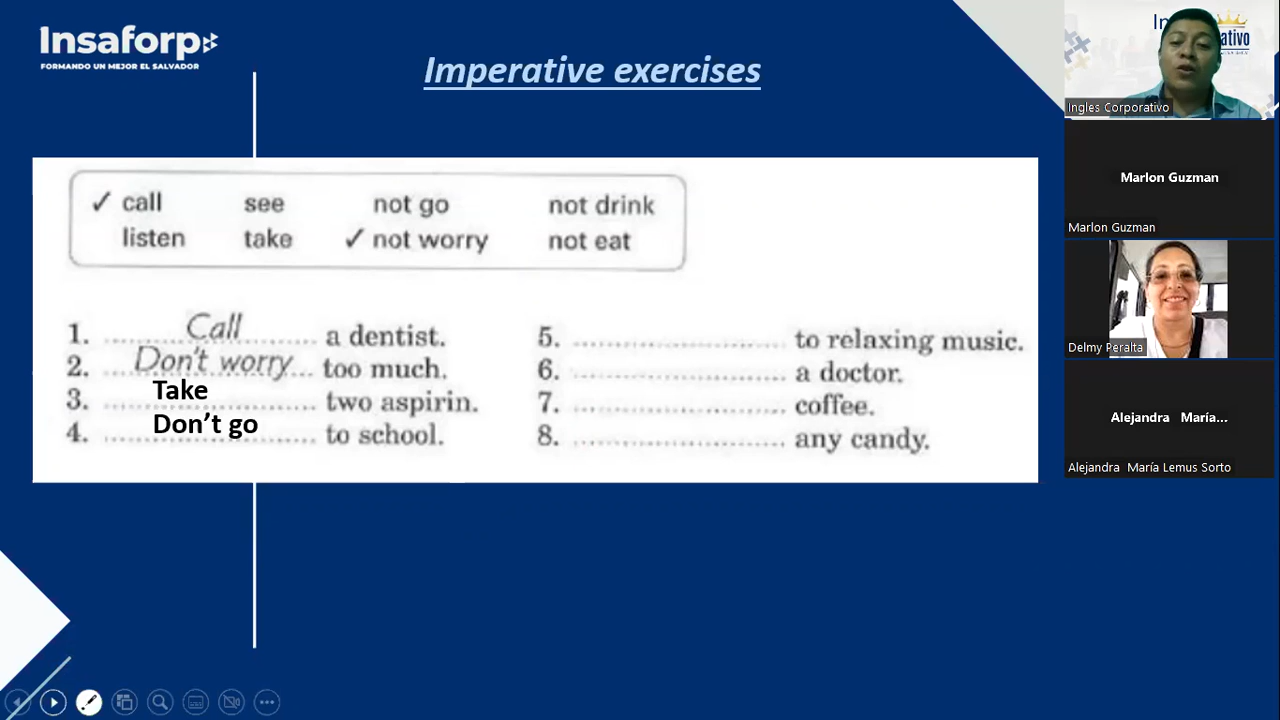 Insaforp
FORMANDO UN MEJOR EL SALVADOR
Imperative exercises
✓ call see not go not drink
listen take ✓ not worry not eat
1. Call a dentist.
2. Don't worry too much.
3. Take two aspirin.
4. Don't go to school.
5. to relaxing music.
6. a doctor.
7. coffee.
8. any candy.
Ingles Corporativo
Marlon Guzman
Marlon Guzman
Delmy Peralta
Alejandra María...
Alejandra María Lemus Sorto